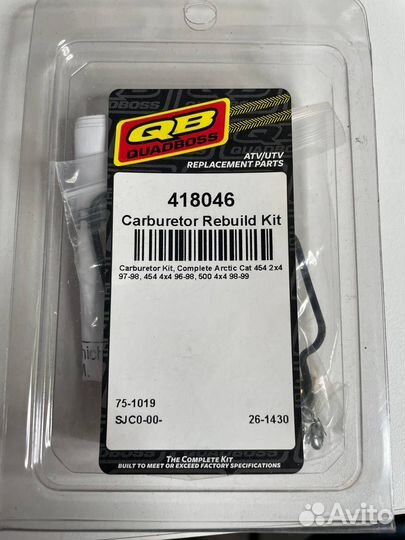 QB
QUADBOSS
ATV/UTV
REPLACEMENT PARTS
418046
Carburetor Rebuild Kit
Carburetor Kit, Complete Arctic Cat 454 2x4
97-98, 454 4x4 96-98, 500 4x4 98-99
75-1019
SJC0-00- 26-1430
THE COMPLETE KIT
BUILT TO MEET OR EXCEED FACTORY SPECIFICATIONS
Avito